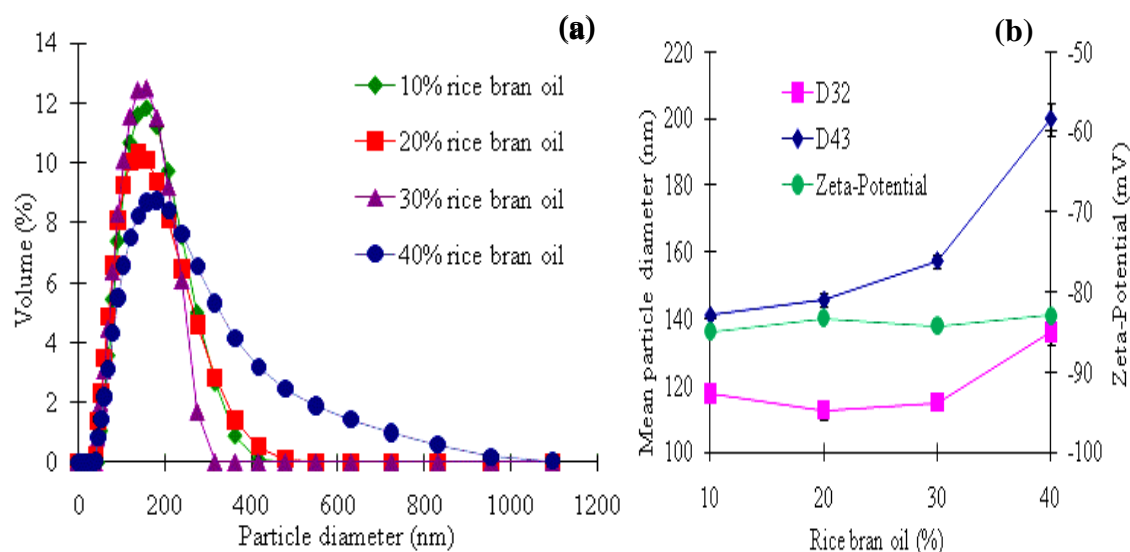 (a)
14
12
10
8
6
4
2
0
Volume (%)
10% rice bran oil
20% rice bran oil
30% rice bran oil
40% rice bran oil
0 200 400 600 800 1000 1200
Particle diameter (nm)
(b)
220
200
180
160
140
120
100
Mean particle diameter (nm)
D32
D43
Zeta-Potential
-50
-60
-70
-80
-90
-100
Zeta-Potential (mV)
10 20 30 40
Rice bran oil (%)